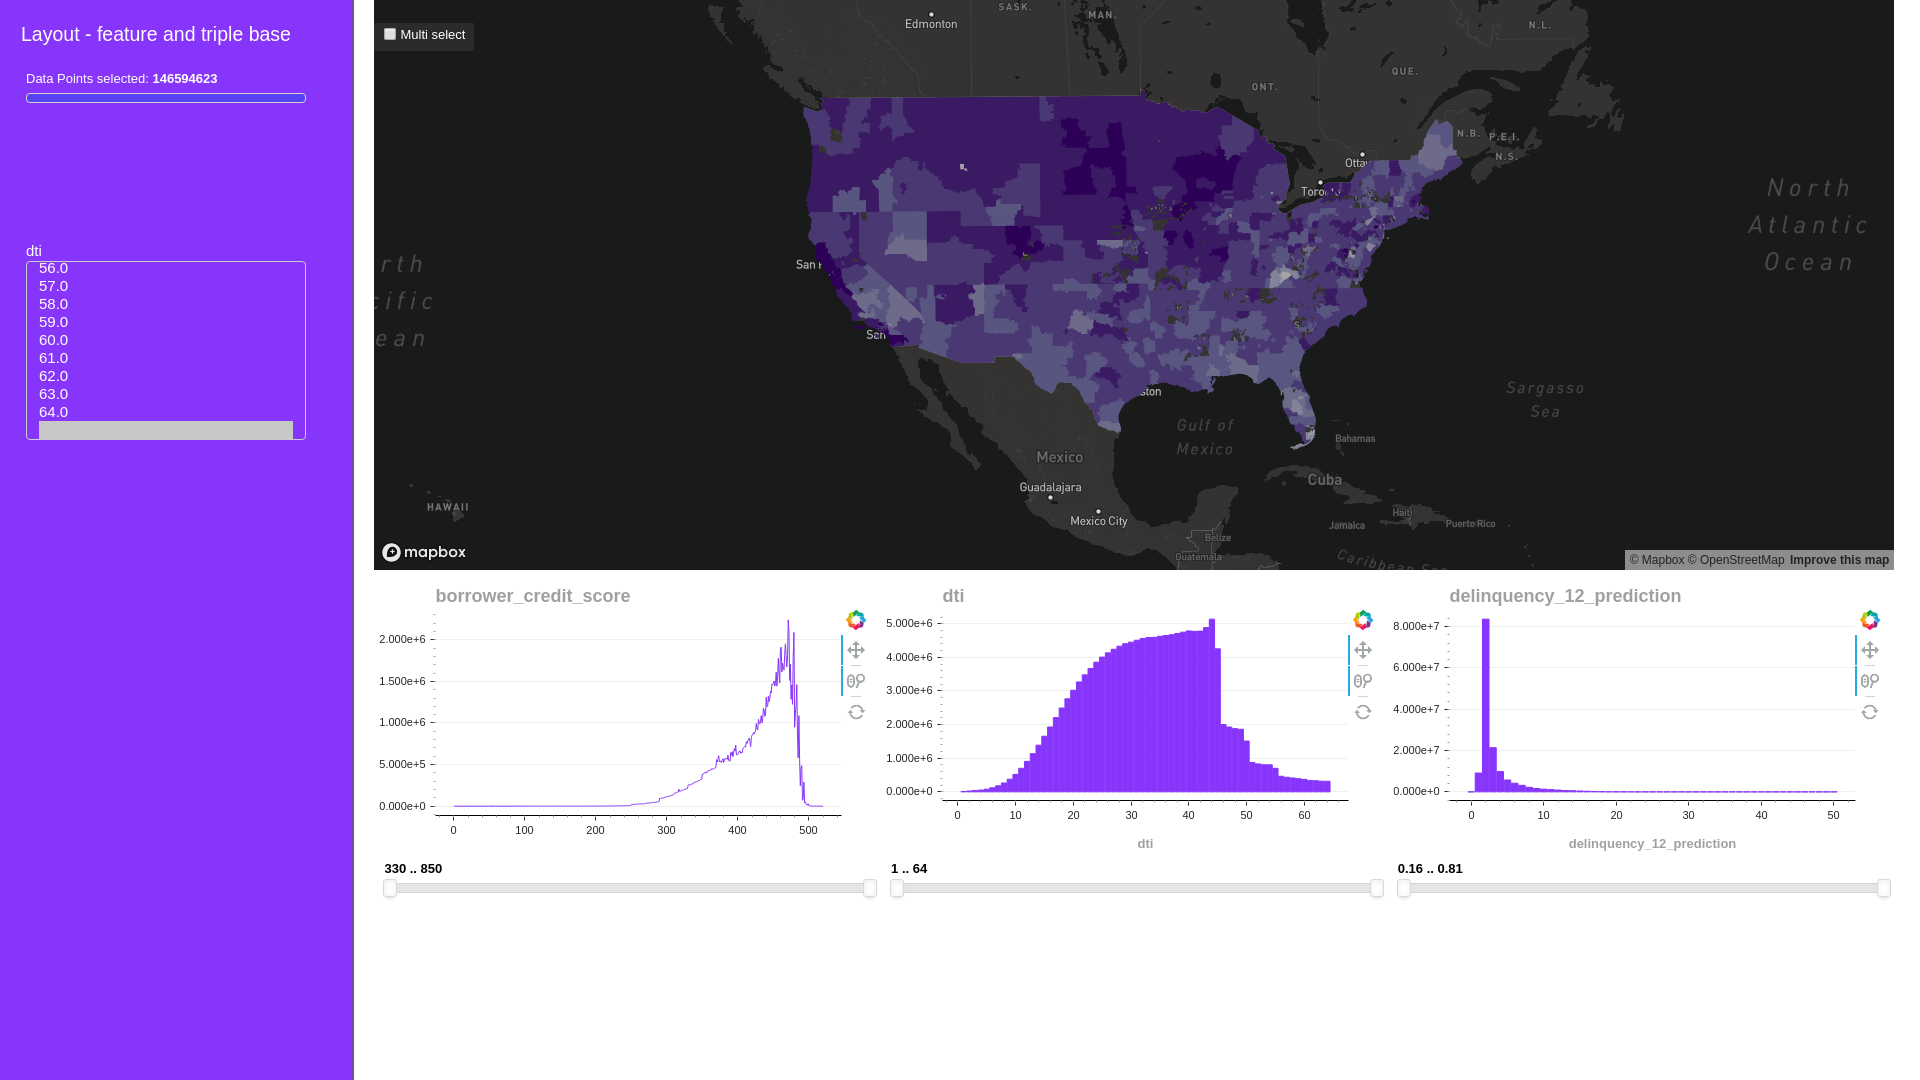 Layout - feature and triple base
Data Points selected: 146594623
dti
56.0
57.0
58.0
59.0
60.0
61.0
62.0
63.0
64.0
Multi select
Edmonton
SASK.
MAN.
ONT.
QUE.
N.L.
N.B.
P.E.I.
N.S.
Ottaw
Toro
North
Atlantic
Ocean
rth
cific
ean
San F
San
ston
S.
Sargasso
Sea
Gulf of
Mexico
Bahamas
Mexico
Cuba
Guadalajara
Mexico City
HAWAII
Haiti
Jamaica
Puerto Rico
Belize
Guatemala
Caribbean Sea
mapbox
© Mapbox © OpenStreetMap Improve this map
borrower_credit_score
2.000e+6
1.500e+6
1.000e+6
5.000e+5
0.000e+0
0 100 200 300 400 500
330 .. 850
dti
5.000e+6
4.000e+6
3.000e+6
2.000e+6
1.000e+6
0.000e+0
0 10 20 30 40 50 60
dti
1 .. 64
delinquency_12_prediction
8.000e+7
6.000e+7
4.000e+7
2.000e+7
0.000e+0
0 10 20 30 40 50
delinquency_12_prediction
0.16 .. 0.81